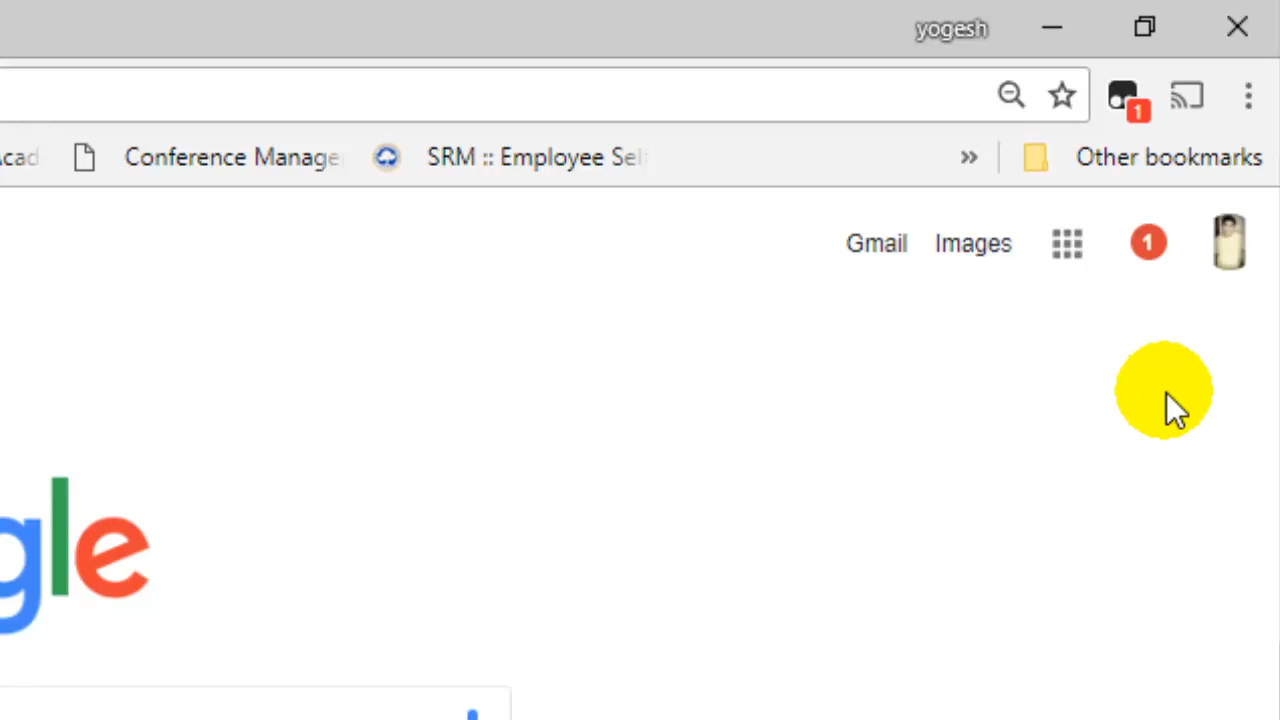 yogesh
1
Acad
Conference Manage
SRM :: Employee Sel
»
Other bookmarks
Gmail
Images
1
gle